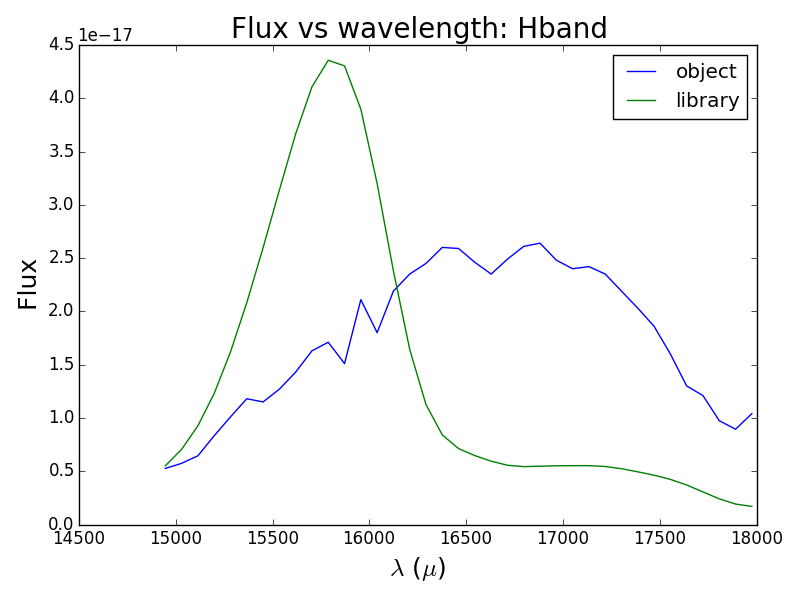 Flux vs wavelength: Hband
1e−17
object
library
4.5
4.0
3.5
3.0
2.5
2.0
1.5
1.0
0.5
0.0
Flux
14500 15000 15500 16000 16500 17000 17500 18000
λ (μ)